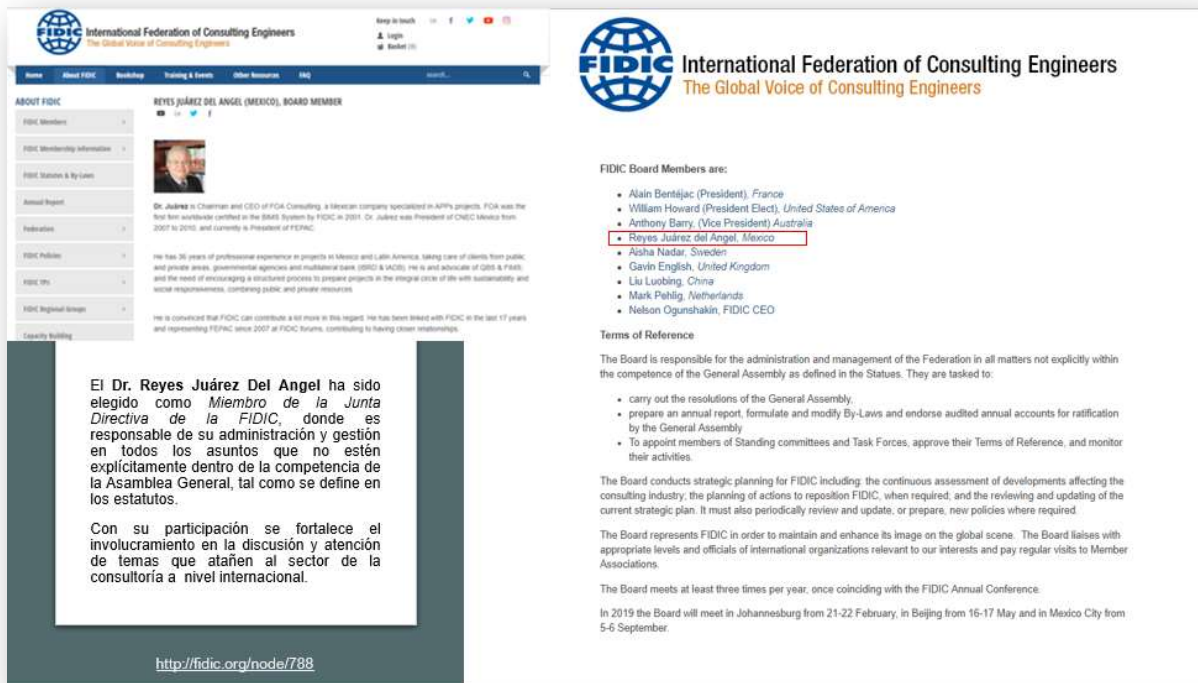 FIDIC
International Federation of Consulting Engineers
The Global Voice of Consulting Engineers
Keep in touch
Login
Basket (0)
Home About FIDIC Bookshop Training & Events Other Resources FAQ search...
ABOUT FIDIC
FIDIC Members
FIDIC Membership Information
FIDIC Statutes & By-Laws
Annual Report
Federation
FIDIC Policies
FIDIC YPs
FIDIC Regional Groups
Capacity Building
REYES JUÁREZ DEL ANGEL (MEXICO), BOARD MEMBER
Dr. Juárez is Chairman and CEO of FOA Consulting, a Mexican company specialized in APPs projects. FOA was the
first firm worldwide certified in the BIMS System by FIDIC in 2001. Dr. Juárez was President of CNEC Mexico from
2007 to 2010, and currently is President of FEPAC.
He has 36 years of professional experience in projects in Mexico and Latin America, taking care of clients from public
and private areas, governmental agencies and multilateral bank (IBRD & IADB). He is and advocate of QBS & FIMS;
and the need of encouraging a structured process to prepare projects in the integral circle of life with sustainability and
social responsiveness, combining public and private resources.
He is convinced that FIDIC can contribute a lot more in this regard. He has been linked with FIDIC in the last 17 years
and representing FEPAC since 2007 at FIDIC forums, contributing to having closer relationships.
El Dr. Reyes Juárez Del Angel ha sido
elegido como Miembro de la Junta
Directiva de la FIDIC, donde es
responsable de su administración y gestión
en todos los asuntos que no estén
explícitamente dentro de la competencia de
la Asamblea General, tal como se define en
los estatutos.
Con su participación se fortalece el
involucramiento en la discusión y atención
de temas que atañen al sector de la
consultoría a nivel internacional.
http://fidic.org/node/788
FIDIC
International Federation of Consulting Engineers
The Global Voice of Consulting Engineers
FIDIC Board Members are:
Alain Bentéjac (President), France
William Howard (President Elect), United States of America
Anthony Barry, (Vice President) Australia
Reyes Juárez del Angel, Mexico
Aisha Nadar, Sweden
Gavin English, United Kingdom
Liu Luobing, China
Mark Pehlig, Netherlands
Nelson Ogunshakin, FIDIC CEO
Terms of Reference
The Board is responsible for the administration and management of the Federation in all matters not explicitly within
the competence of the General Assembly as defined in the Statues. They are tasked to:
carry out the resolutions of the General Assembly.
prepare an annual report, formulate and modify By-Laws and endorse audited annual accounts for ratification
by the General Assembly
To appoint members of Standing committees and Task Forces, approve their Terms of Reference, and monitor
their activities.
The Board conducts strategic planning for FIDIC including: the continuous assessment of developments affecting the
consulting industry; the planning of actions to reposition FIDIC, when required; and the reviewing and updating of the
current strategic plan. It must also periodically review and update, or prepare, new policies where required.
The Board represents FIDIC in order to maintain and enhance its image on the global scene. The Board liaises with
appropriate levels and officials of international organizations relevant to our interests and pay regular visits to Member
Associations.
The Board meets at least three times per year, once coinciding with the FIDIC Annual Conference.
In 2019 the Board will meet in Johannesburg from 21-22 February, in Beijing from 16-17 May and in Mexico City from
5-6 September.